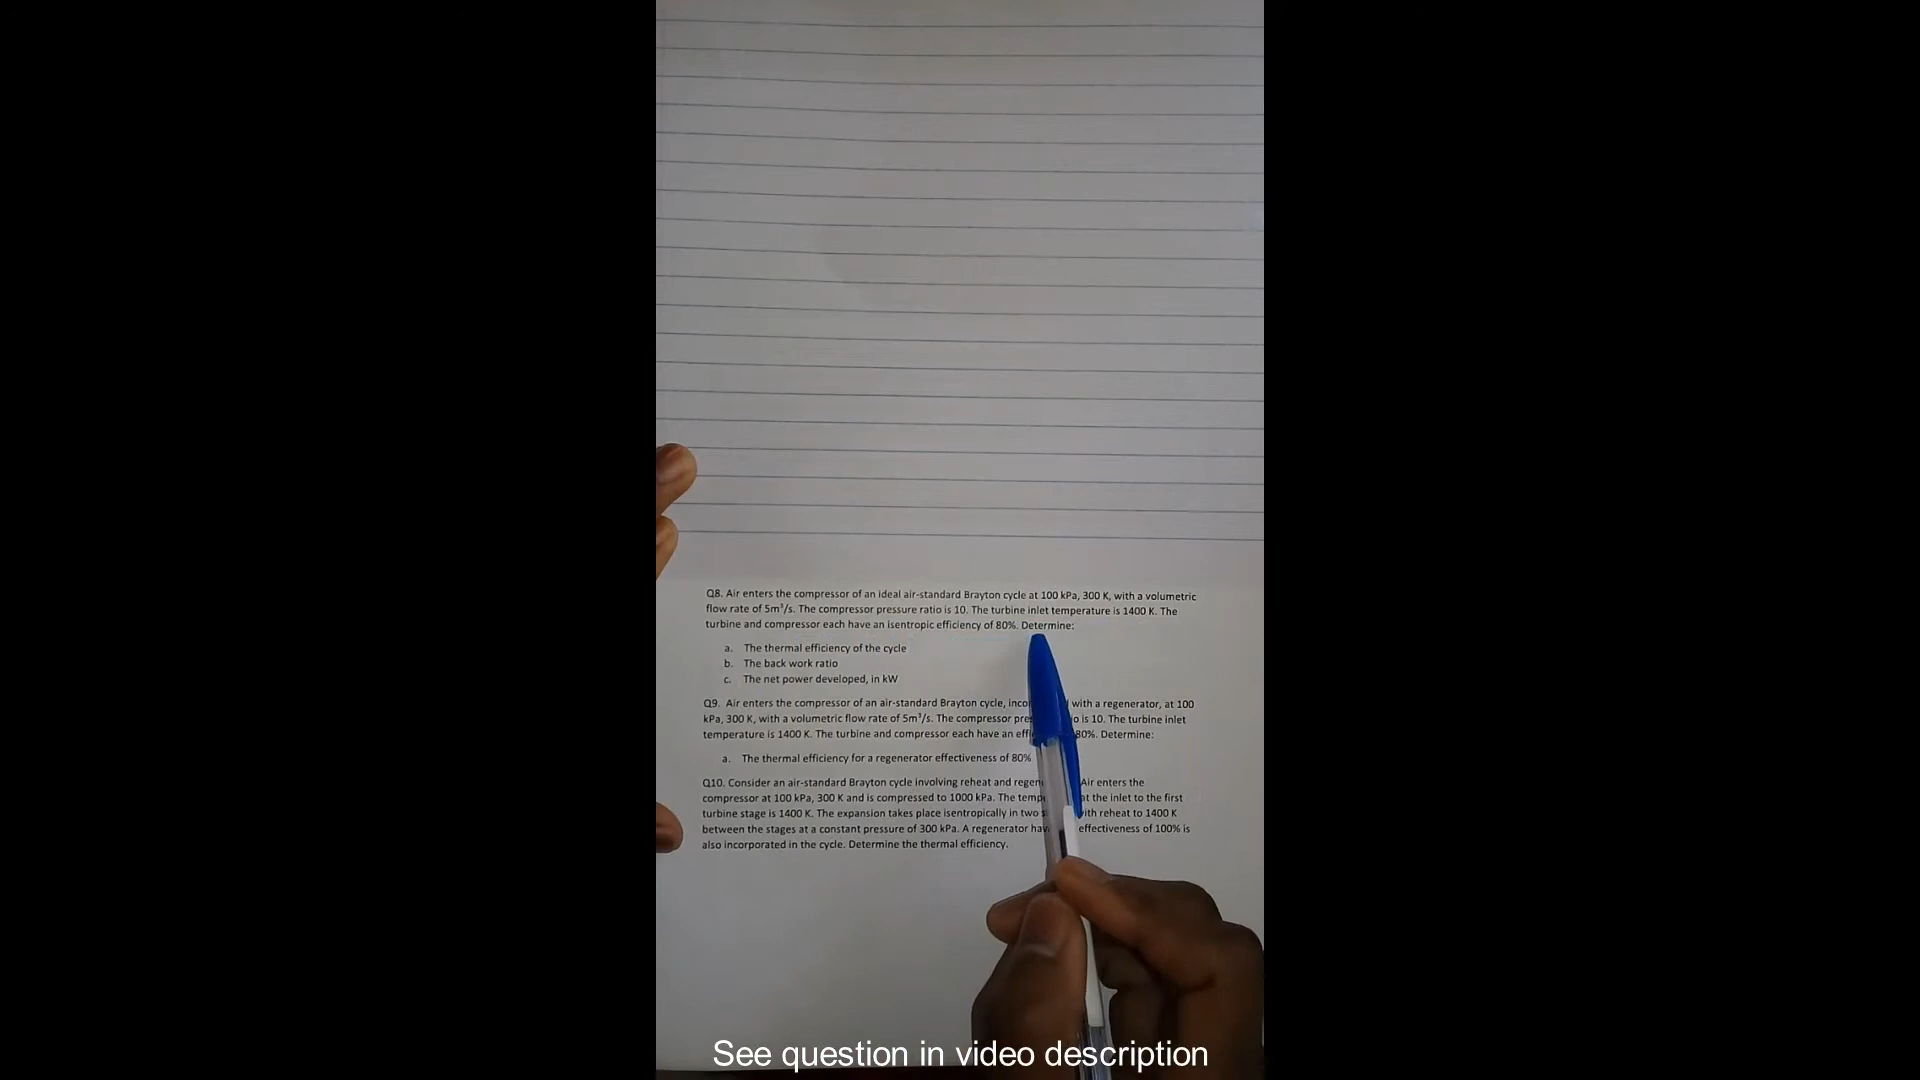 Q8. Air enters the compressor of an ideal air-standard Brayton cycle at 100 kPa, 300 K, with a volumetric
flow rate of 5m³/s. The compressor pressure ratio is 10. The turbine inlet temperature is 1400 K. The
turbine and compressor each have an isentropic efficiency of 80%. Determine:
a. The thermal efficiency of the cycle
b. The back work ratio
c. The net power developed, in kW
Q9. Air enters the compressor of an air-standard Brayton cycle, with a regenerator, at 100
kPa, 300 K, with a volumetric flow rate of 5m³/s. The compressor is 10. The turbine inlet
temperature is 1400 K. The turbine and compressor each have an 80%. Determine:
a. The thermal efficiency for a regenerator effectiveness of 80%
Q10. Consider an air-standard Brayton cycle involving reheat and Air enters the
compressor at 100 kPa, 300 K and is compressed to 1000 kPa. The at the inlet to the first
turbine stage is 1400 K. The expansion takes place isentropically in two with reheat to 1400 K
between the stages at a constant pressure of 300 kPa. A regenerator effectiveness of 100% is
also incorporated in the cycle. Determine the thermal efficiency.
See question in video description